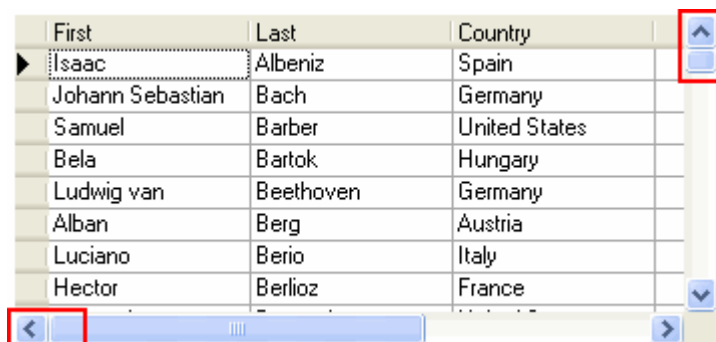 First Last Country
Isaac Albeniz Spain
Johann Sebastian Bach Germany
Samuel Barber United States
Bela Bartok Hungary
Ludwig van Beethoven Germany
Alban Berg Austria
Luciano Berio Italy
Hector Berlioz France